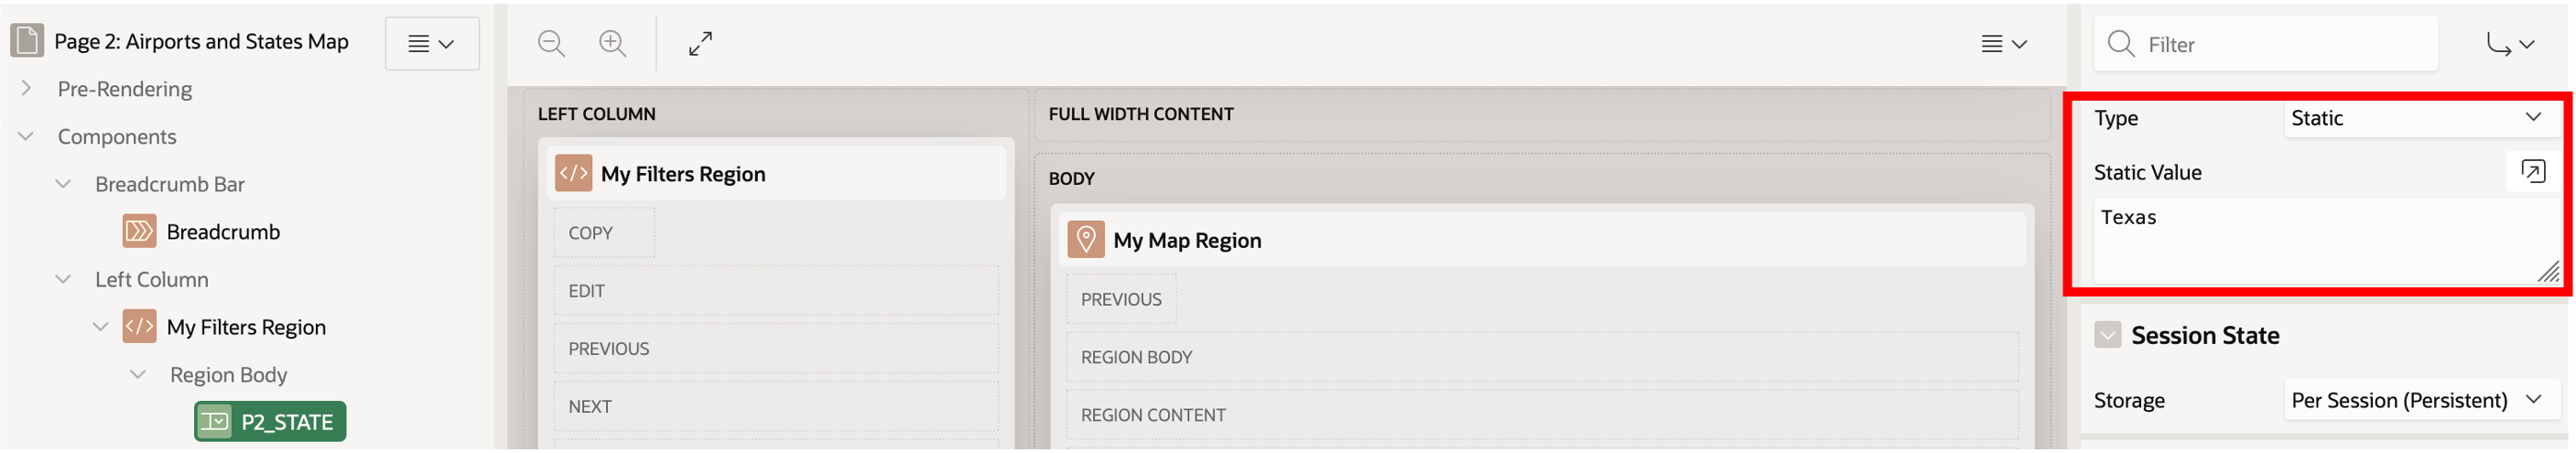 Page 2: Airports and States Map
Pre-Rendering
Components
Breadcrumb Bar
Breadcrumb
Left Column
My Filters Region
Region Body
P2_STATE
LEFT COLUMN
My Filters Region
COPY
EDIT
PREVIOUS
NEXT
FULL WIDTH CONTENT
BODY
My Map Region
PREVIOUS
REGION BODY
REGION CONTENT
Filter
Type Static
Static Value
Texas
Session State
Storage Per Session (Persistent)